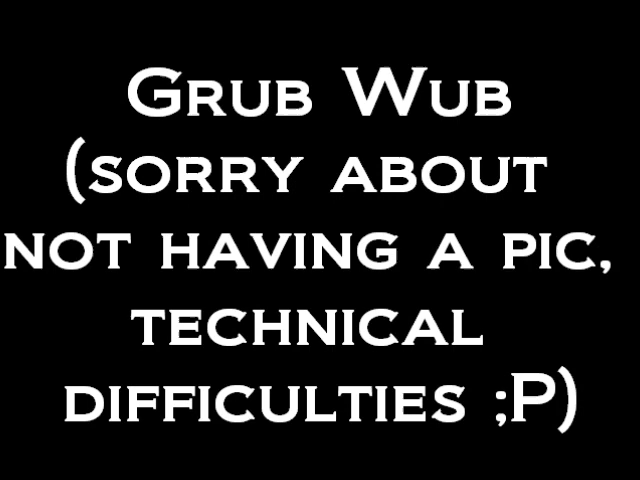 Grub Wub
(sorry about
not having a pic,
technical
difficulties ;P)